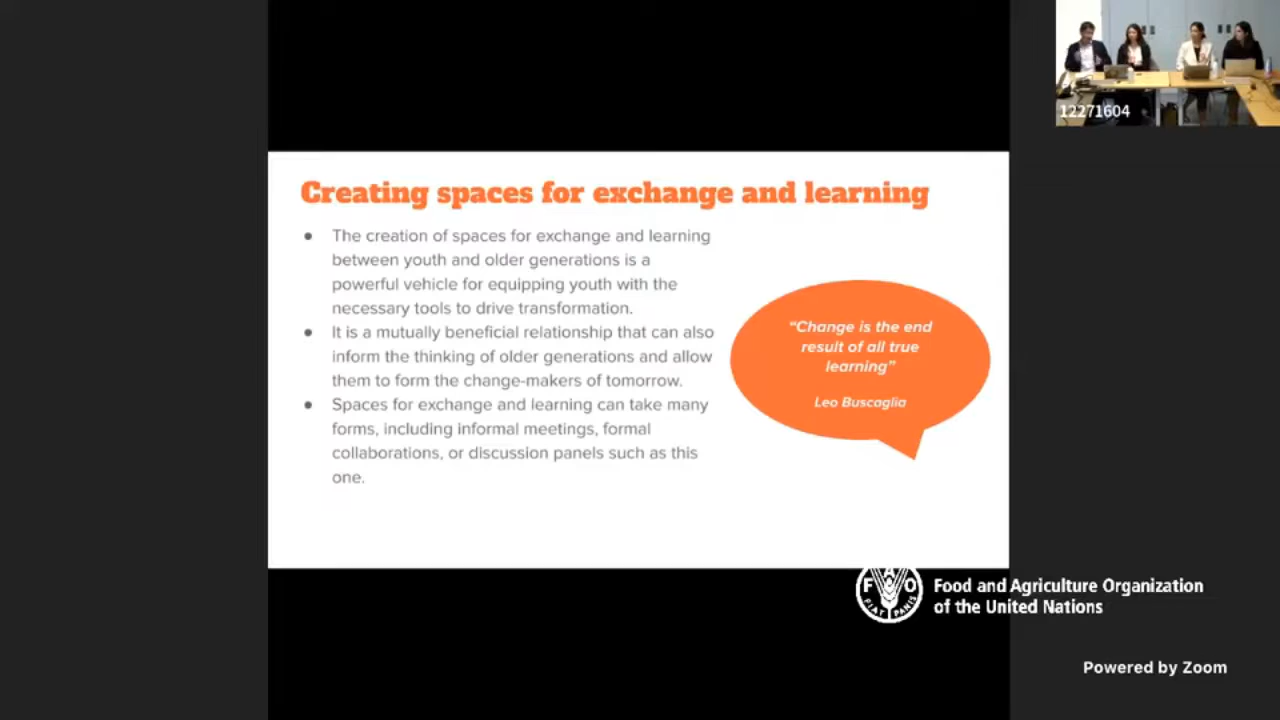 12271604
Creating spaces for exchange and learning
● The creation of spaces for exchange and learning
between youth and older generations is a
powerful vehicle for equipping youth with the
necessary tools to drive transformation.
● It is a mutually beneficial relationship that can also
inform the thinking of older generations and allow
them to form the change-makers of tomorrow.
● Spaces for exchange and learning can take many
forms, including informal meetings, formal
collaborations, or discussion panels such as this
one.
“Change is the end
result of all true
learning”
Leo Buscaglia
FAO
FIAT PANIS
Food and Agriculture Organization
of the United Nations
Powered by Zoom